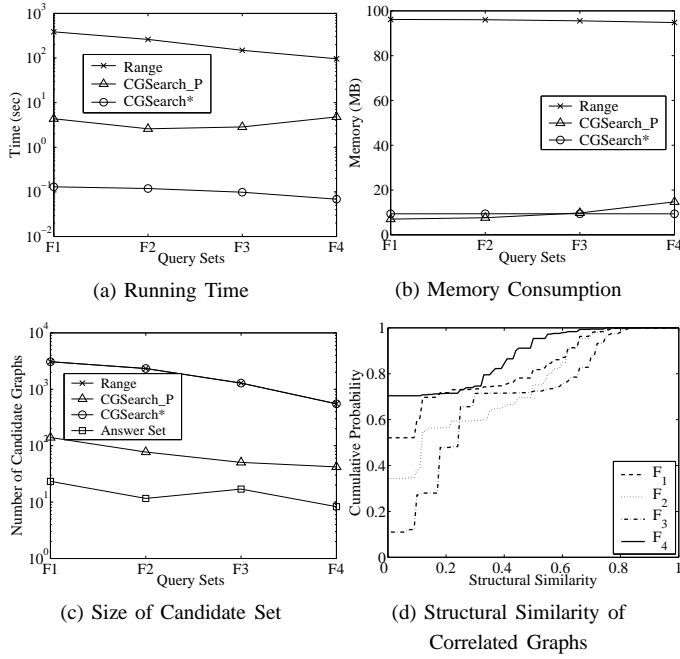 10^3
10^2
10^1
10^0
10^-1
10^-2
Time (sec)
Range
CGSearch_P
CGSearch*
F1 F2 F3 F4
Query Sets
(a) Running Time
100
80
60
40
20
0
Memory (MB)
Range
CGSearch_P
CGSearch*
F1 F2 F3 F4
Query Sets
(b) Memory Consumption
10^4
10^3
10^2
10^1
10^0
Number of Candidate Graphs
Range
CGSearch_P
CGSearch*
Answer Set
F1 F2 F3 F4
Query Sets
(c) Size of Candidate Set
1
0.8
0.6
0.4
0.2
0
Cumulative Probability
F_1
F_2
F_3
F_4
0 0.2 0.4 0.6 0.8 1
Structural Similarity
(d) Structural Similarity of
Correlated Graphs